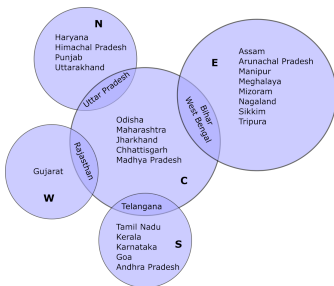 N
Haryana
Himachal Pradesh
Punjab
Uttarakhand
Uttar Pradesh
E
Assam
Arunachal Pradesh
Manipur
Meghalaya
Mizoram
Nagaland
Sikkim
Tripura
Bihar
West Bengal
Odisha
Maharashtra
Jharkhand
Chhattisgarh
Madhya Pradesh
C
Rajasthan
Gujarat
W
Telangana
Tamil Nadu
Kerala
Karnataka
Goa
Andhra Pradesh
S